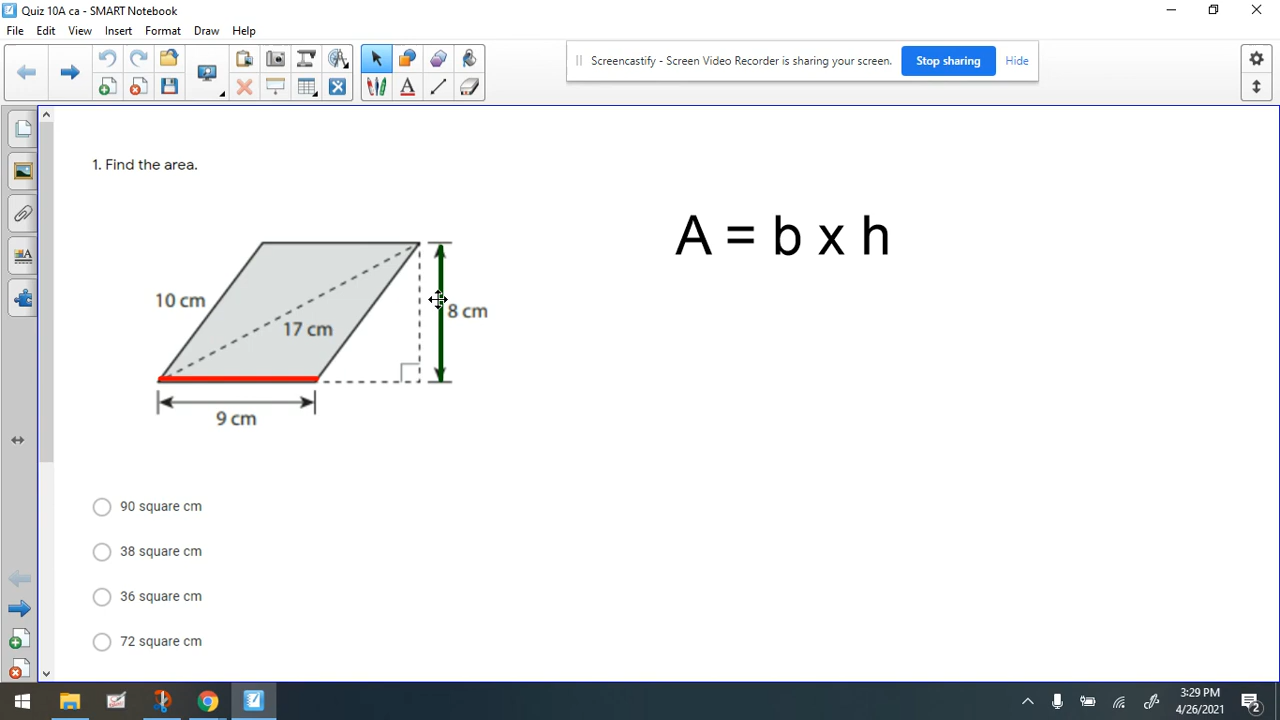 Quiz 10A ca - SMART Notebook
File Edit View Insert Format Draw Help
Screencastify - Screen Video Recorder is sharing your screen. Stop sharing Hide
1. Find the area.
A = b x h
10 cm
17 cm
8 cm
9 cm
90 square cm
38 square cm
36 square cm
72 square cm
3:29 PM
4/26/2021
2